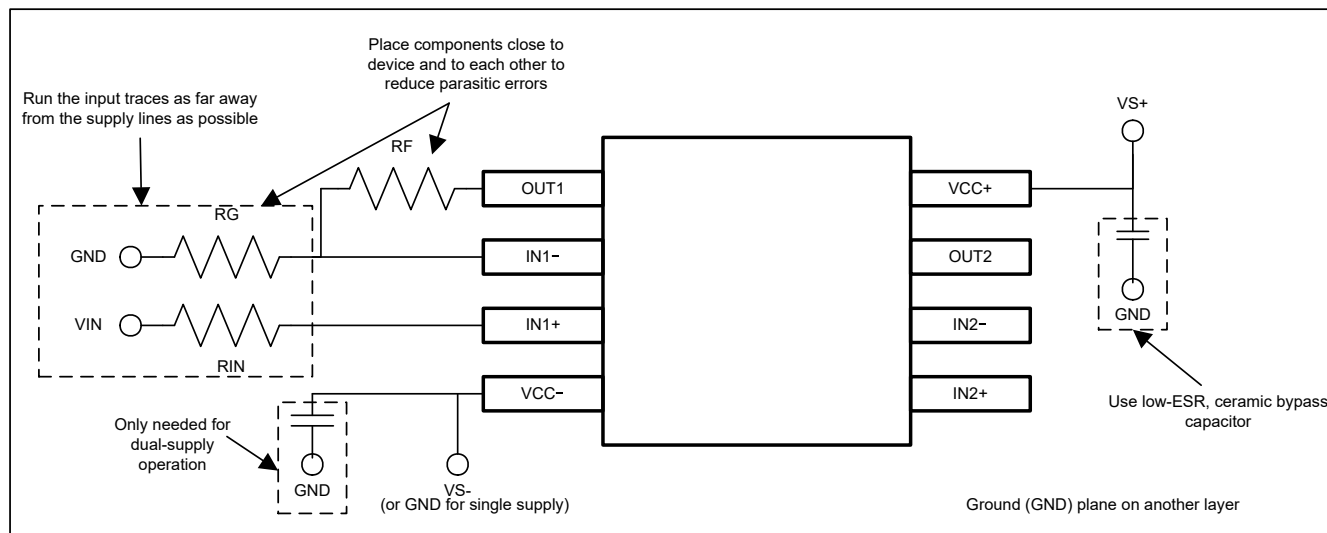 Place components close to
device and to each other to
reduce parasitic errors
Run the input traces as far away
from the supply lines as possible
VS+
RF
OUT1
VCC+
RG
GND
IN1−
OUT2
VIN
IN1+
GND
IN2−
RIN
VCC−
IN2+
Only needed for
dual-supply
operation
Use low-ESR, ceramic bypass
capacitor
GND
VS-
(or GND for single supply)
Ground (GND) plane on another layer